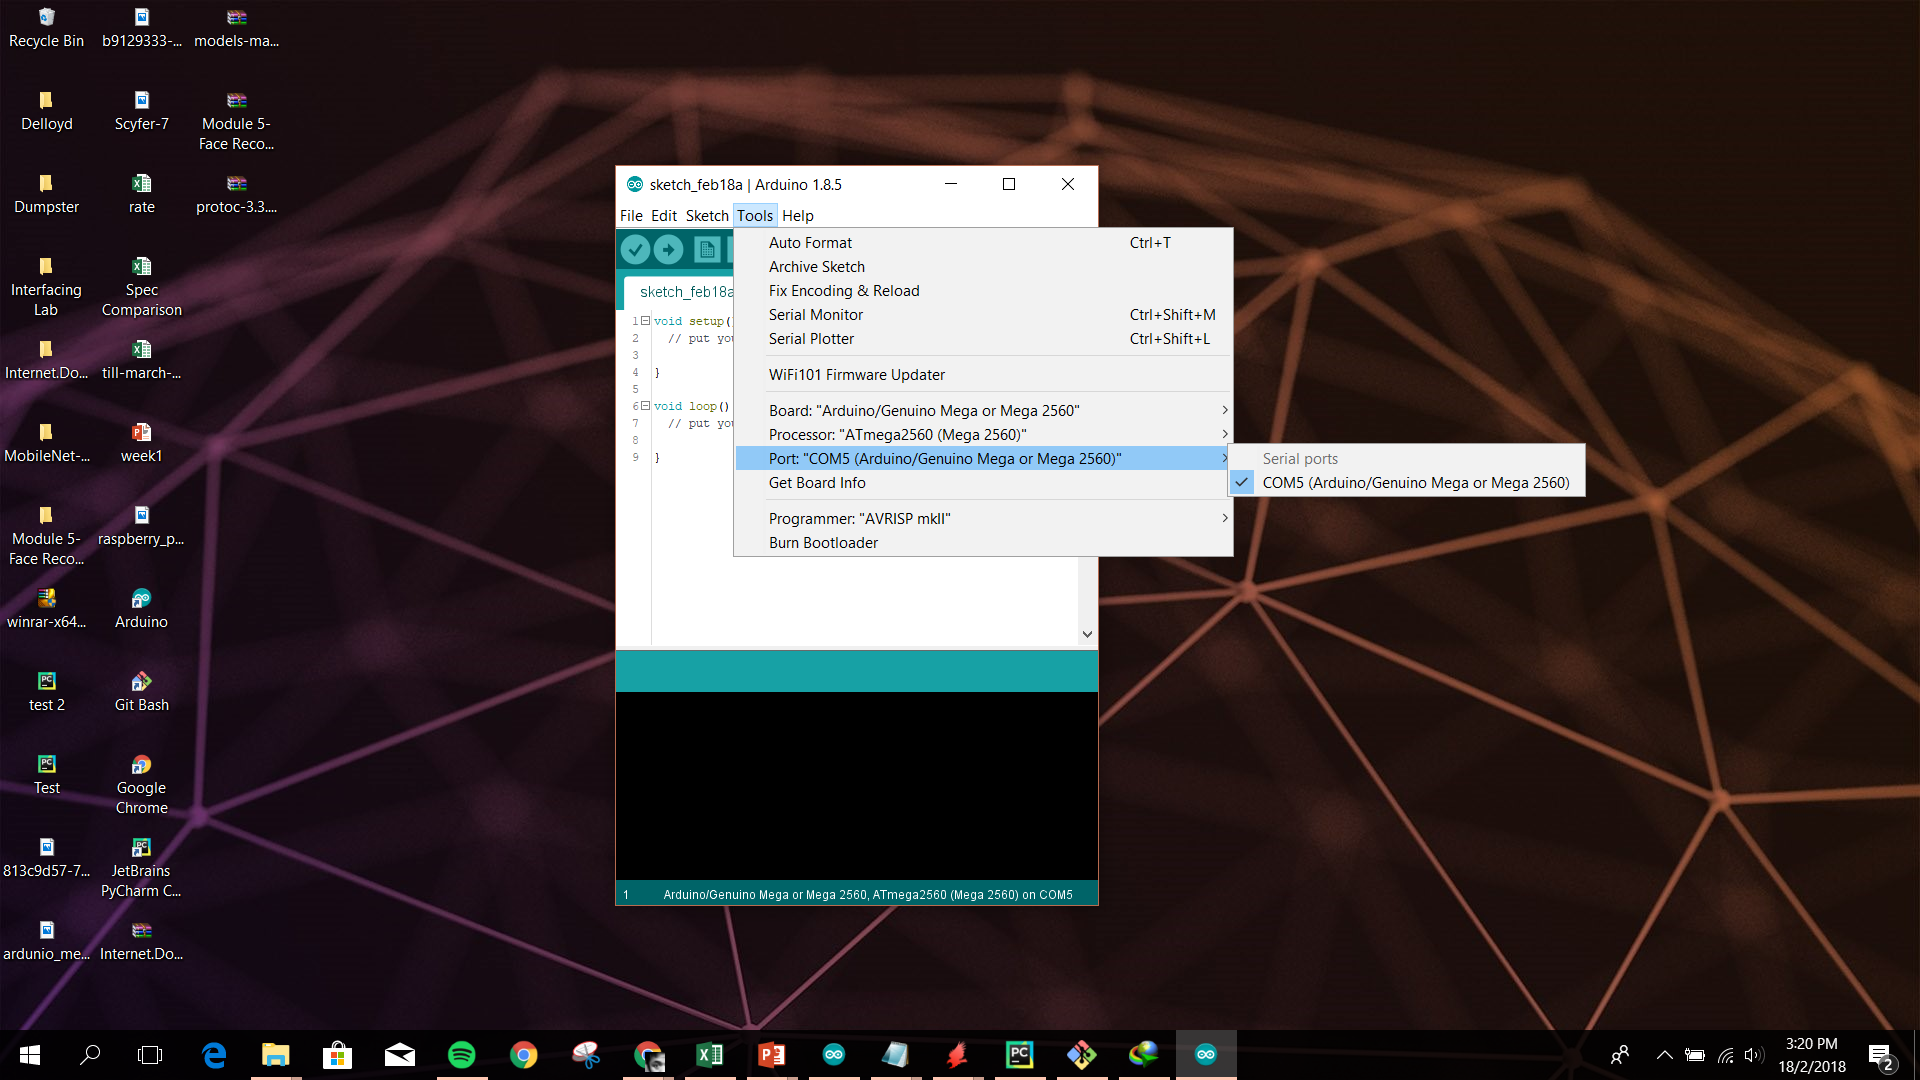 Recycle Bin
b9129333-...
models-ma...
Delloyd
Scyfer-7
Module 5-
Face Reco...
Dumpster
rate
protoc-3.3....
Interfacing
Lab
Spec
Comparison
Internet.Do...
till-march-...
MobileNet-...
week1
Module 5-
Face Reco...
raspberry_p...
winrar-x64...
Arduino
test 2
Git Bash
Test
Google
Chrome
813c9d57-7...
JetBrains
PyCharm C...
ardunio_me...
Internet.Do...
sketch_feb18a | Arduino 1.8.5
File Edit Sketch Tools Help
sketch_feb18a
1 void setup()
2 // put you
3
4 }
5
6 void loop()
7 // put you
8
9 }
Auto Format Ctrl+T
Archive Sketch
Fix Encoding & Reload
Serial Monitor Ctrl+Shift+M
Serial Plotter Ctrl+Shift+L
WiFi101 Firmware Updater
Board: "Arduino/Genuino Mega or Mega 2560"
Processor: "ATmega2560 (Mega 2560)"
Port: "COM5 (Arduino/Genuino Mega or Mega 2560)"
Get Board Info
Programmer: "AVRISP mkII"
Burn Bootloader
Serial ports
COM5 (Arduino/Genuino Mega or Mega 2560)
1 Arduino/Genuino Mega or Mega 2560, ATmega2560 (Mega 2560) on COM5
3:20 PM
18/2/2018
2